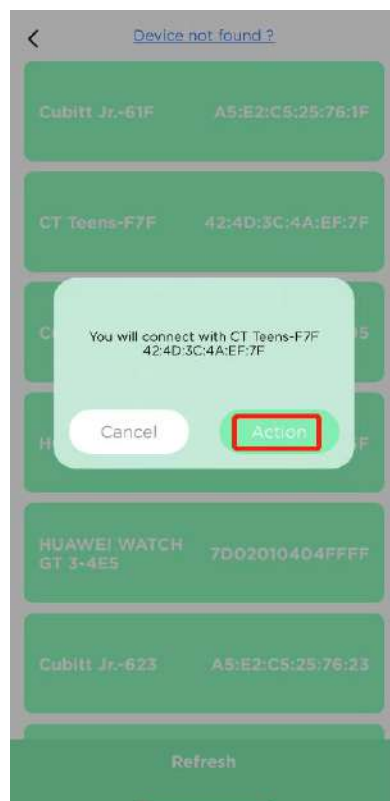 Device not found ?
Cubitt Jr.-61F A5:E2:C5:25:76:1F
CT Teens-F7F 42:4D:3C:4A:EF:7F
You will connect with CT Teens-F7F
42:4D:3C:4A:EF:7F
Cancel Action
HUAWEI WATCH
GT 3-4E5 7D02010404FFFF
Cubitt Jr.-623 A5:E2:C5:25:76:23
Refresh